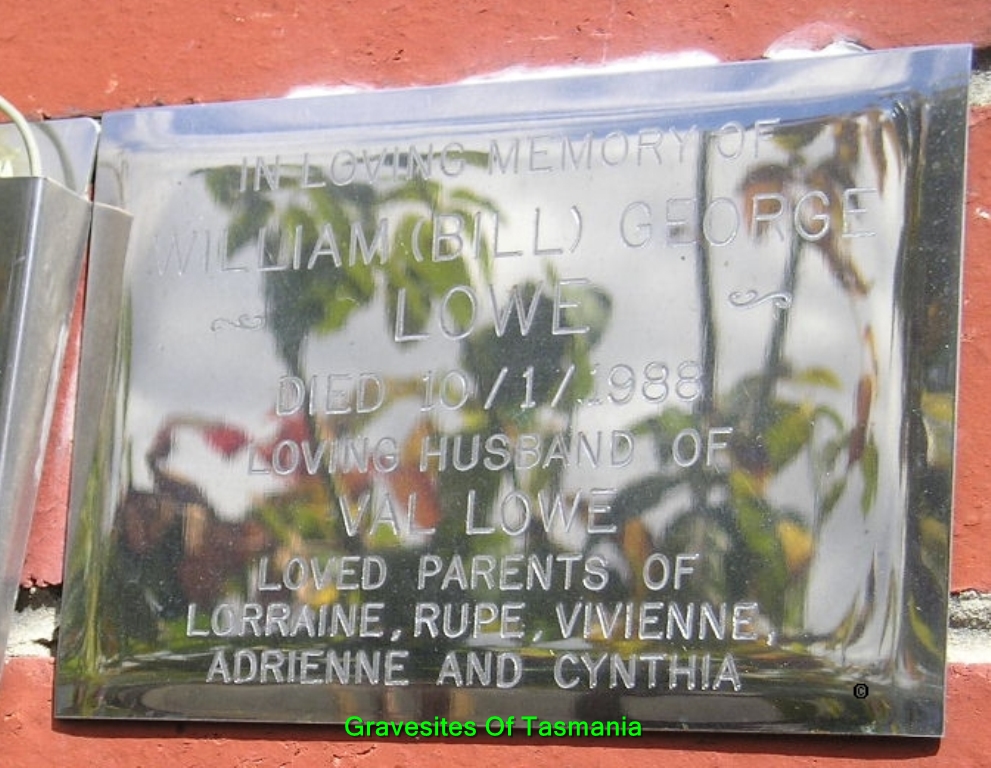 IN LOVING MEMORY OF
WILLIAM (BILL) GEORGE
LOWE
DIED 10/1/1988
LOVING HUSBAND OF
VAL LOWE
LOVED PARENTS OF
LORRAINE, RUPE, VIVIENNE,
ADRIENNE AND CYNTHIA
©
Gravesites Of Tasmania